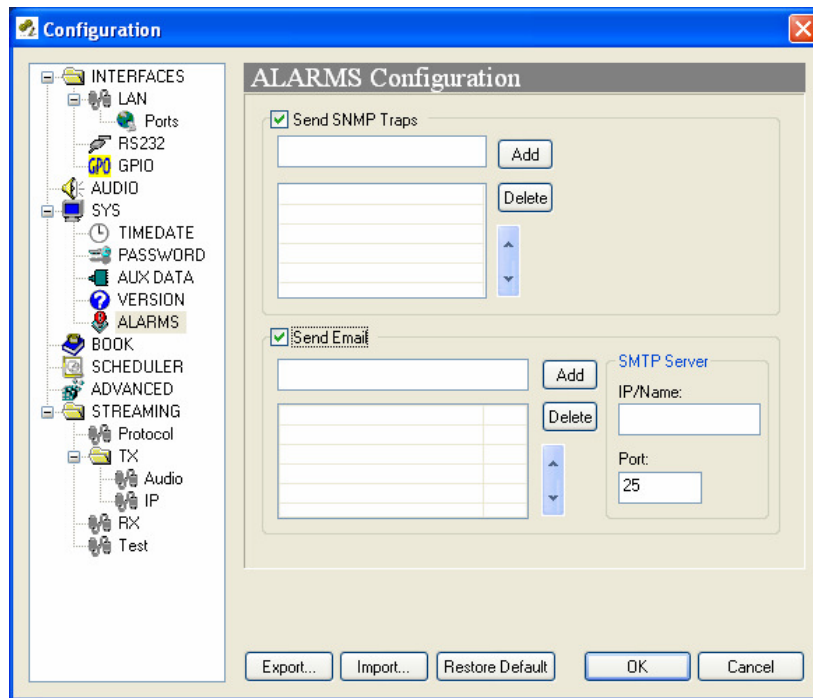 Configuration
INTERFACES
LAN
Ports
RS232
GPO GPIO
AUDIO
SYS
TIMEDATE
PASSWORD
AUX DATA
VERSION
ALARMS
BOOK
SCHEDULER
ADVANCED
STREAMING
Protocol
TX
Audio
IP
RX
Test
ALARMS Configuration
Send SNMP Traps
Add
Delete
Send Email
Add
Delete
SMTP Server
IP/Name:
Port:
25
Export...
Import...
Restore Default
OK
Cancel